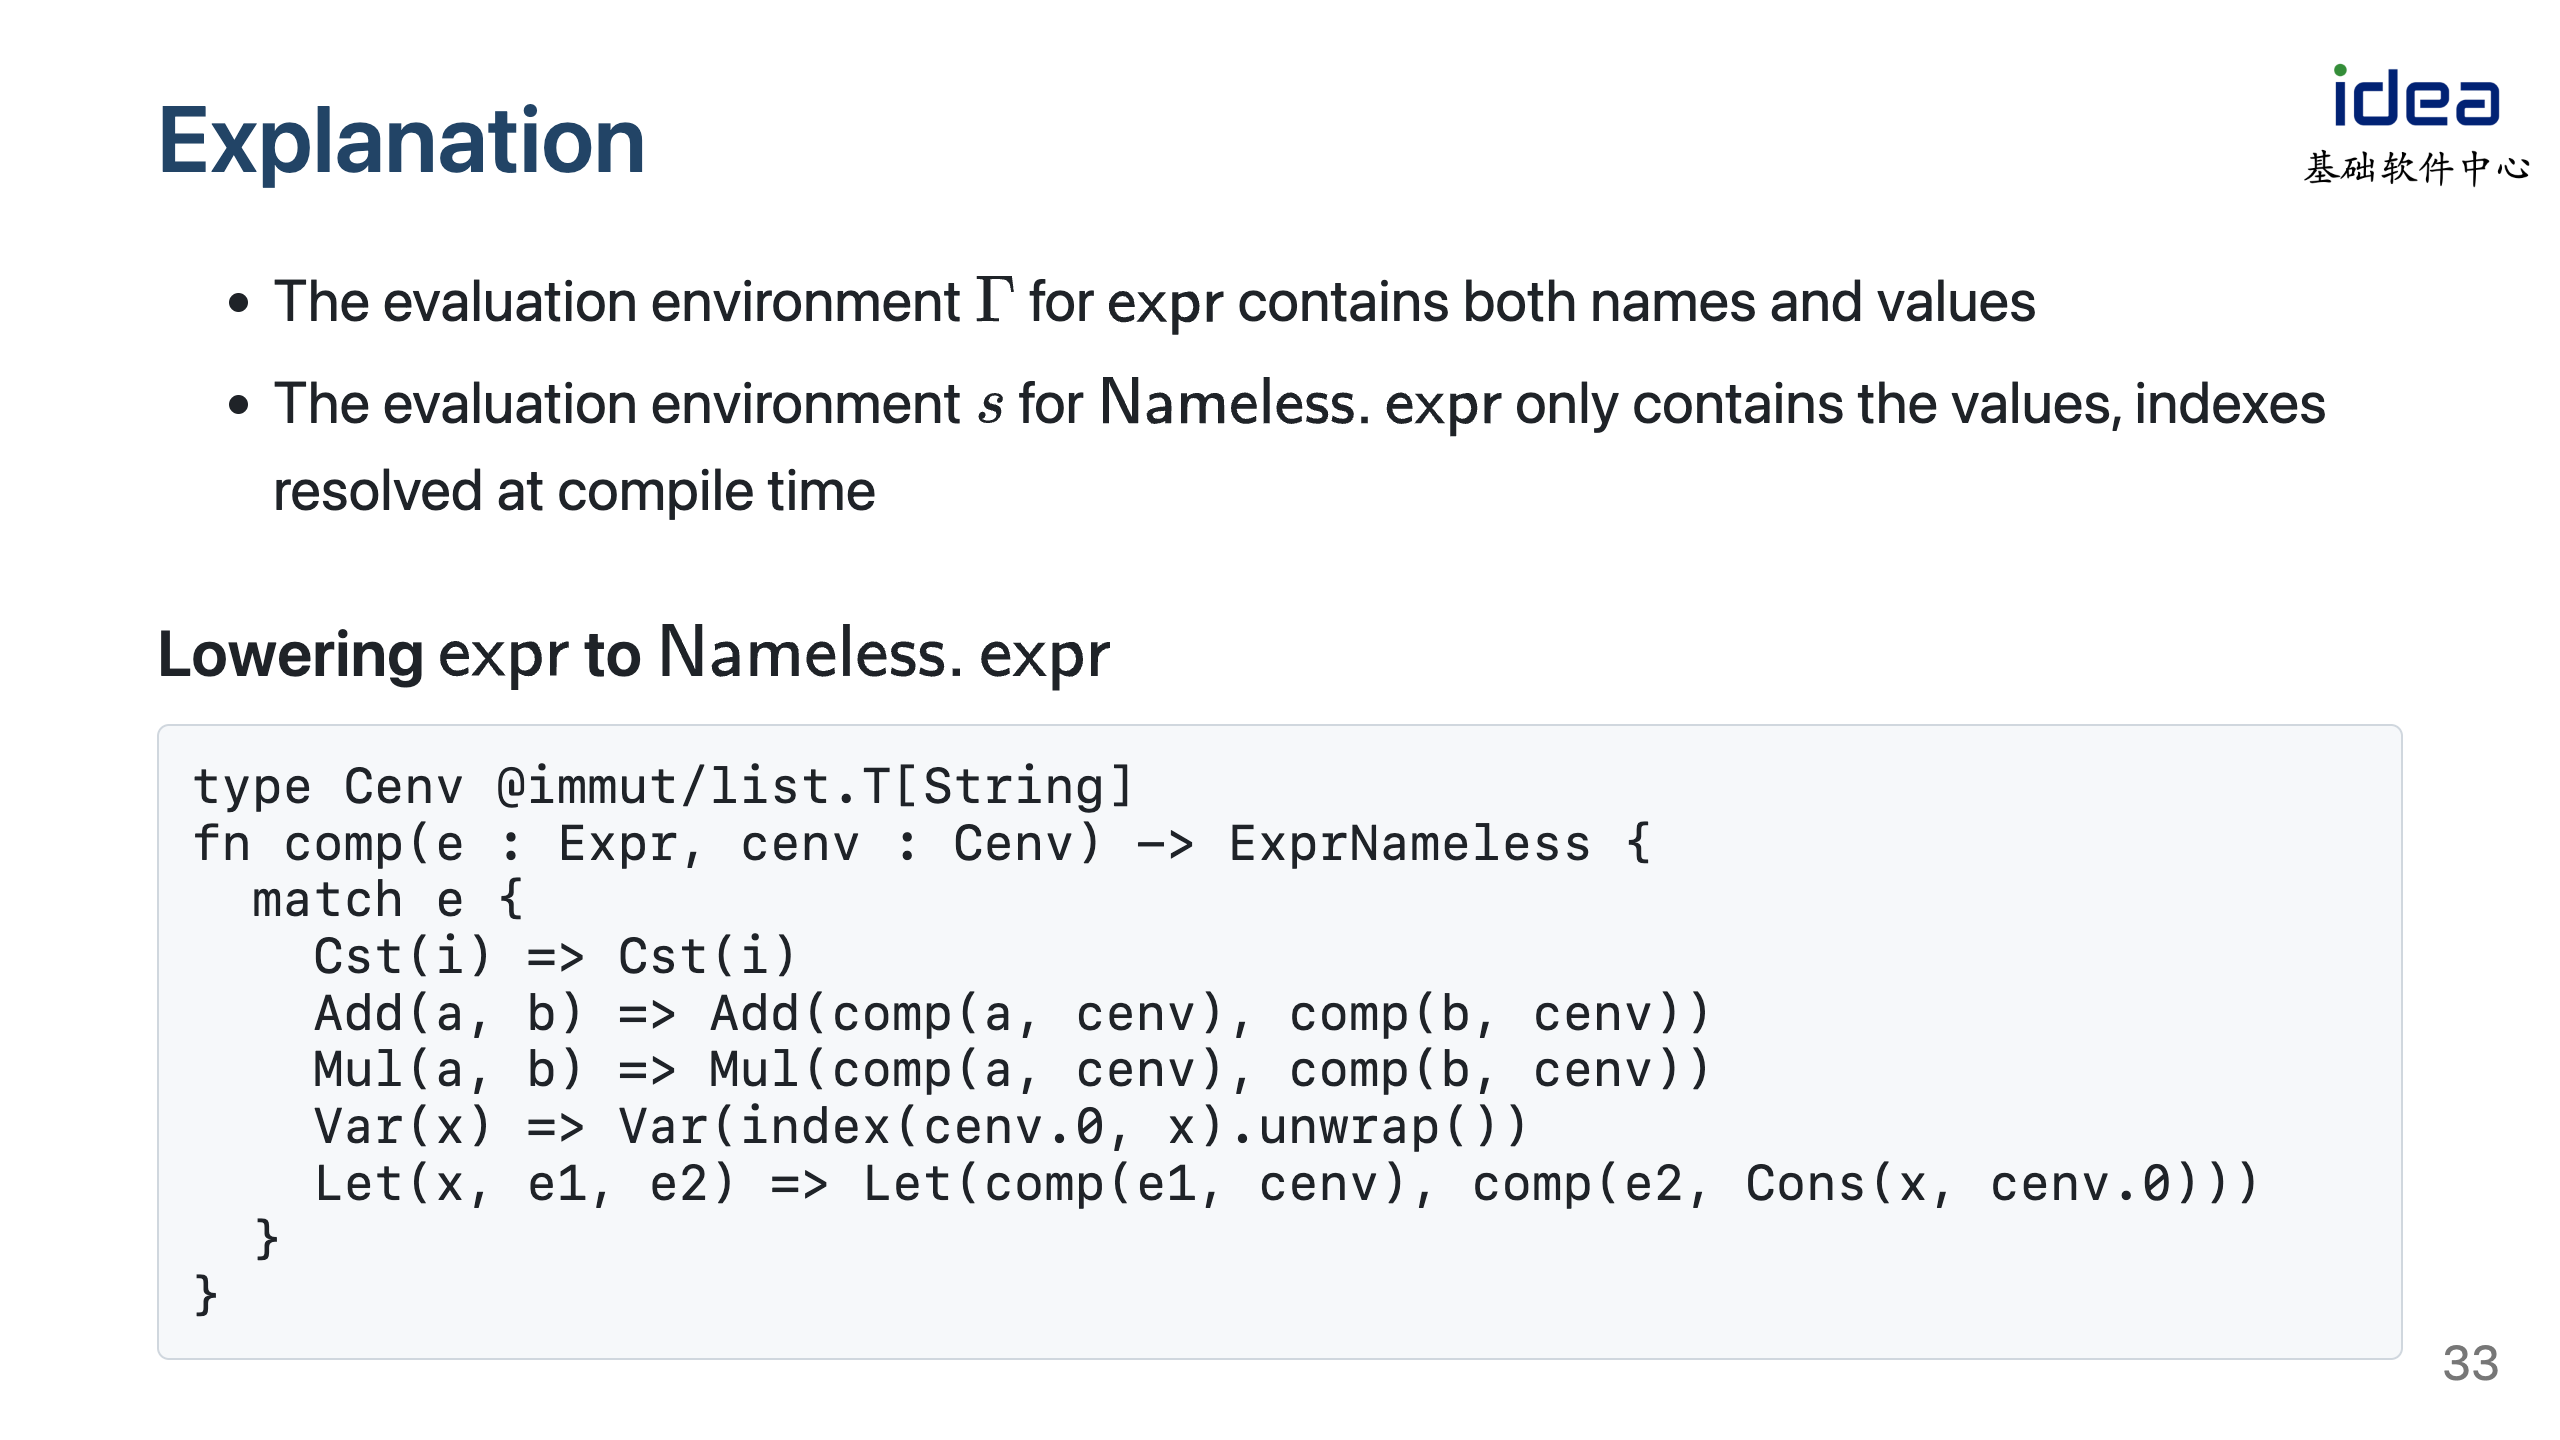 Explanation
idea
基础软件中心
• The evaluation environment Γ for expr contains both names and values
• The evaluation environment s for Nameless. expr only contains the values, indexes
resolved at compile time
Lowering expr to Nameless. expr
type Cenv @immut/list.T[String]
fn comp(e : Expr, cenv : Cenv) -> ExprNameless {
  match e {
    Cst(i) => Cst(i)
    Add(a, b) => Add(comp(a, cenv), comp(b, cenv))
    Mul(a, b) => Mul(comp(a, cenv), comp(b, cenv))
    Var(x) => Var(index(cenv.0, x).unwrap())
    Let(x, e1, e2) => Let(comp(e1, cenv), comp(e2, Cons(x, cenv.0)))
  }
}
33